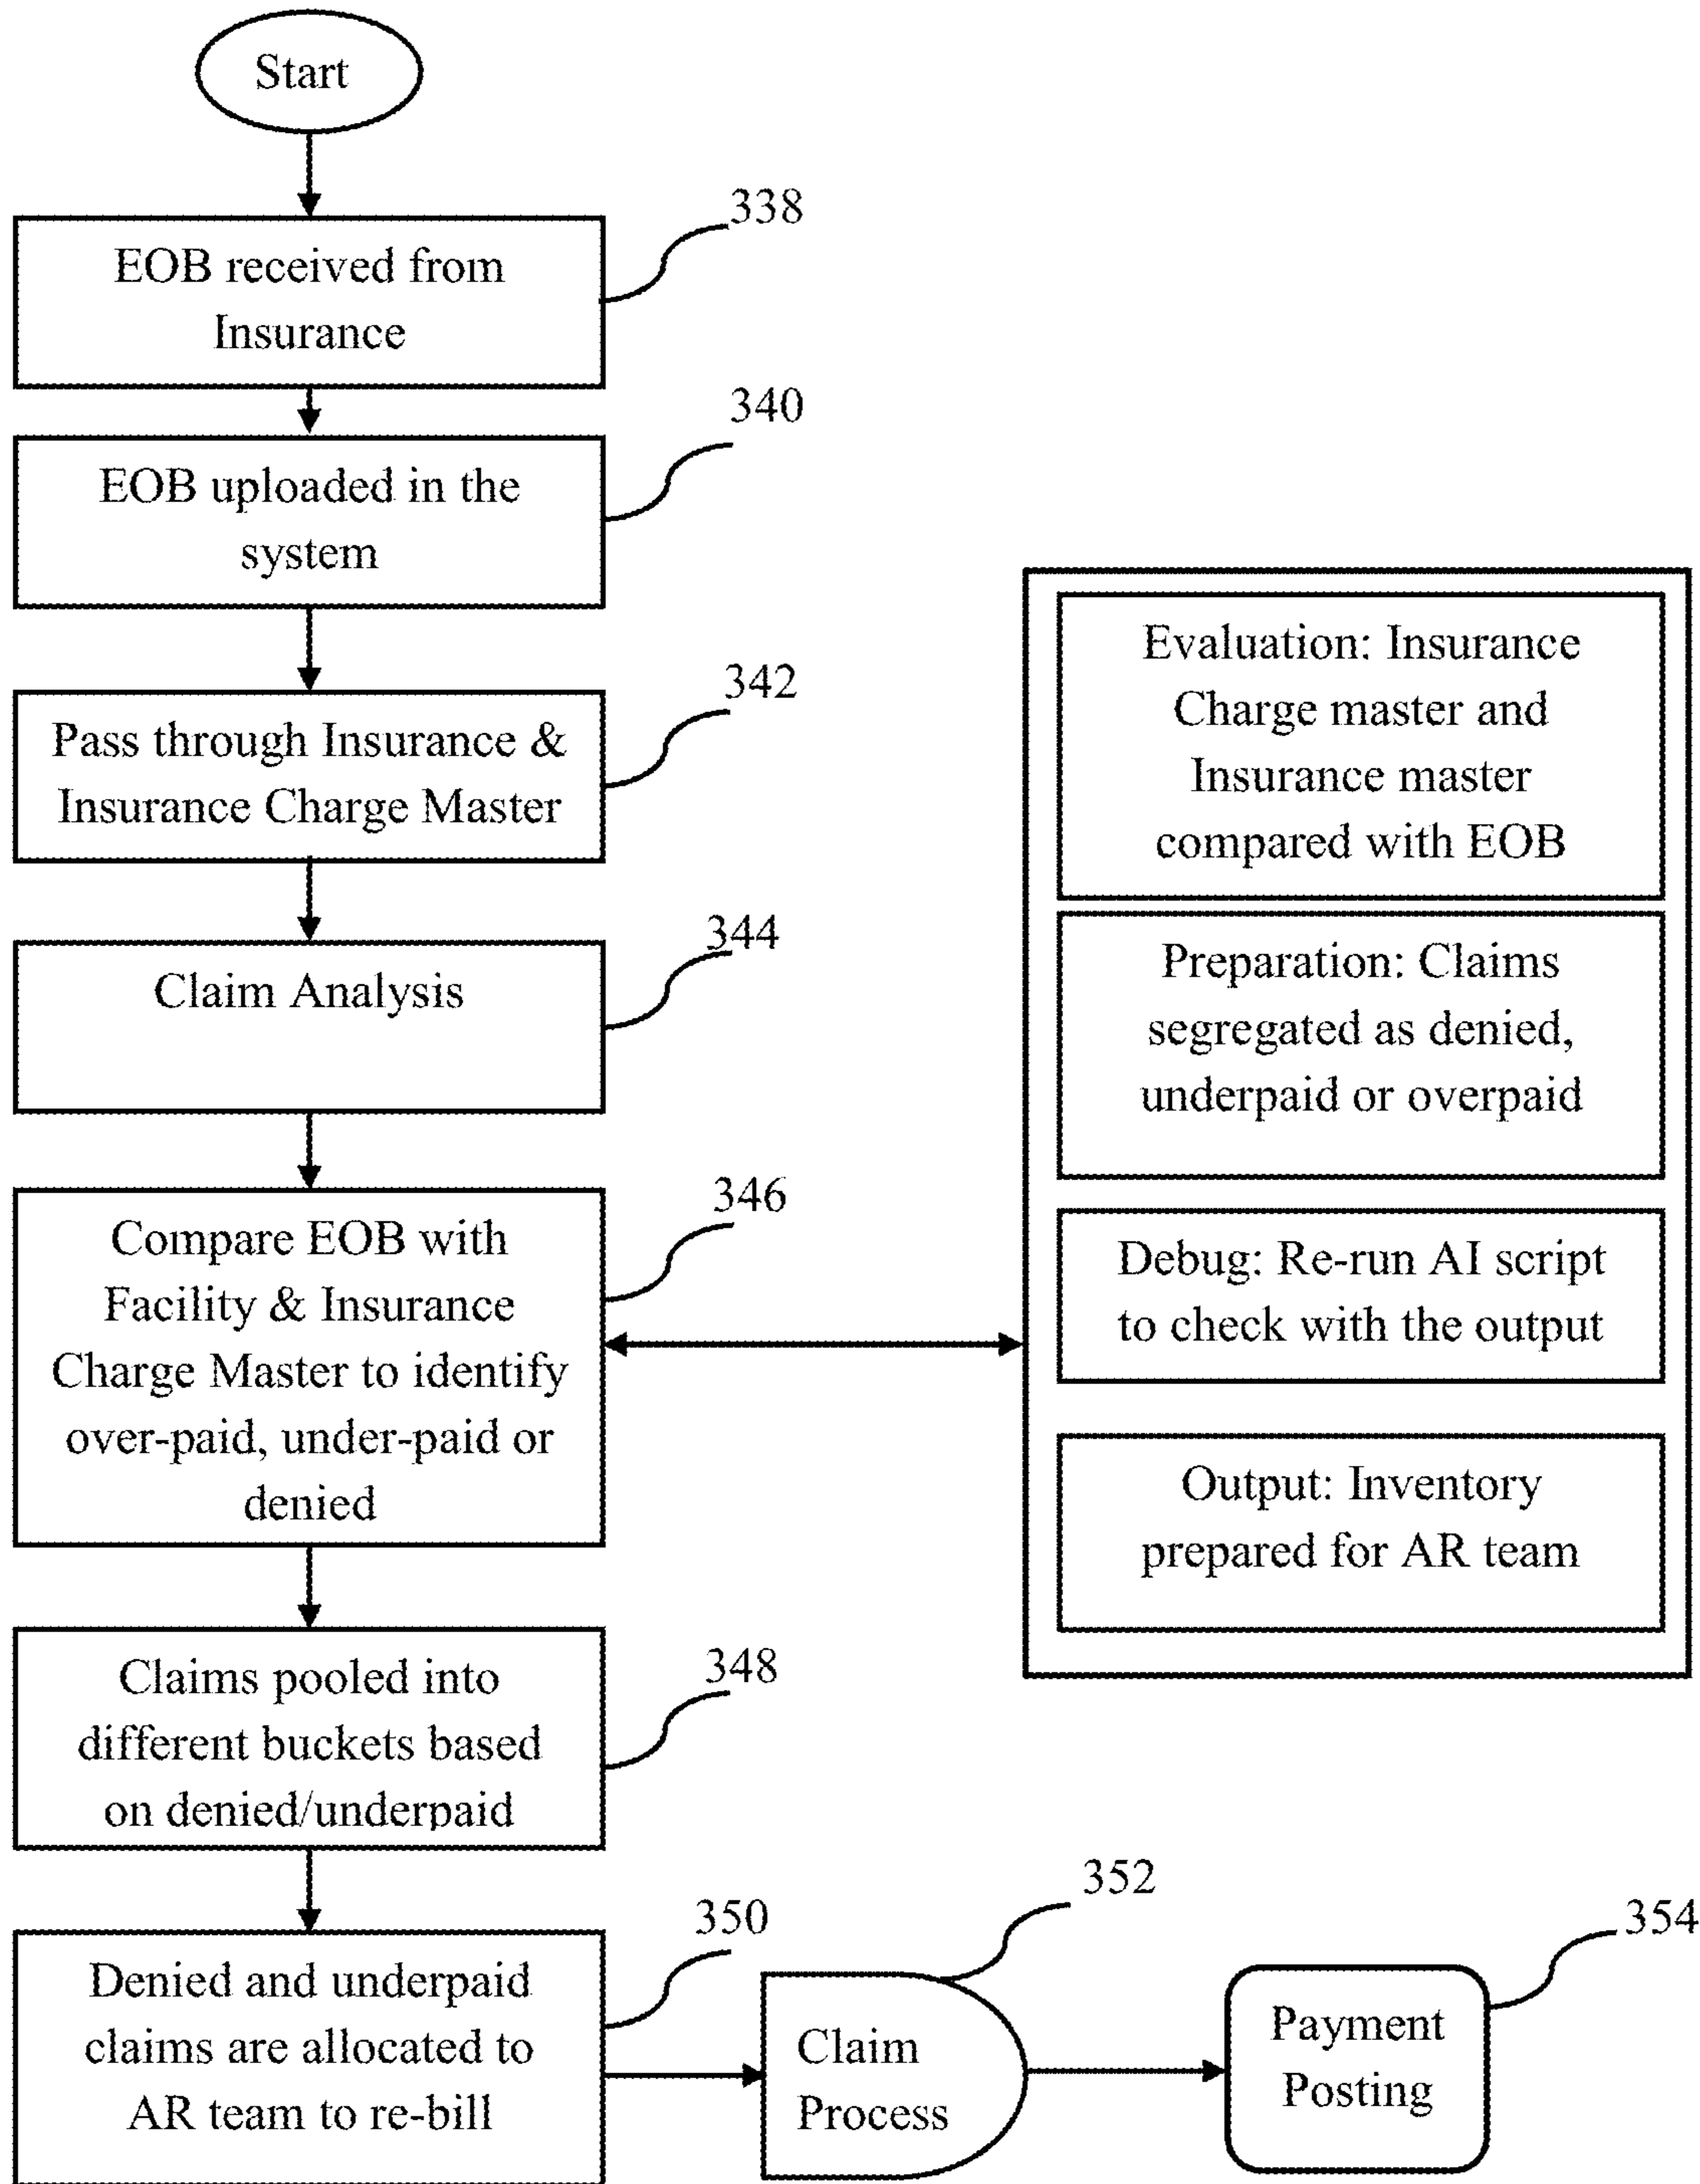 Start
338
EOB received from
Insurance
340
EOB uploaded in the
system
342
Pass through Insurance &
Insurance Charge Master
344
Claim Analysis
346
Compare EOB with
Facility & Insurance
Charge Master to identify
over-paid, under-paid or
denied
Evaluation: Insurance
Charge master and
Insurance master
compared with EOB
Preparation: Claims
segregated as denied,
underpaid or overpaid
Debug: Re-run AI script
to check with the output
Output: Inventory
prepared for AR team
348
Claims pooled into
different buckets based
on denied/underpaid
350
Denied and underpaid
claims are allocated to
AR team to re-bill
352
Claim
Process
354
Payment
Posting